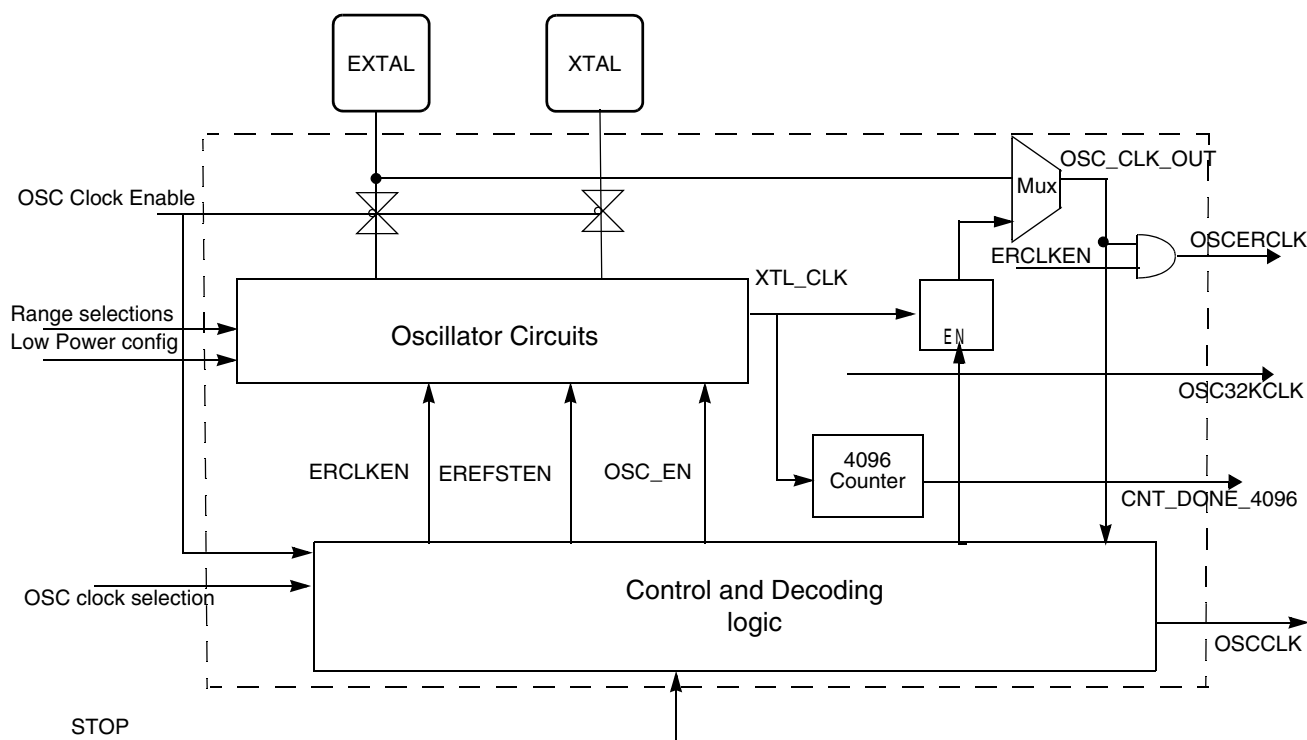 EXTAL
XTAL
OSC_CLK_OUT
Mux
OSC Clock Enable
OSCERCLK
ERCLKEN
XTL_CLK
Range selections
Low Power config
Oscillator Circuits
EN
OSC32KCLK
ERCLKEN
EREFSTEN
OSC_EN
4096
Counter
CNT_DONE_4096
OSC clock selection
Control and Decoding
logic
OSCCLK
STOP